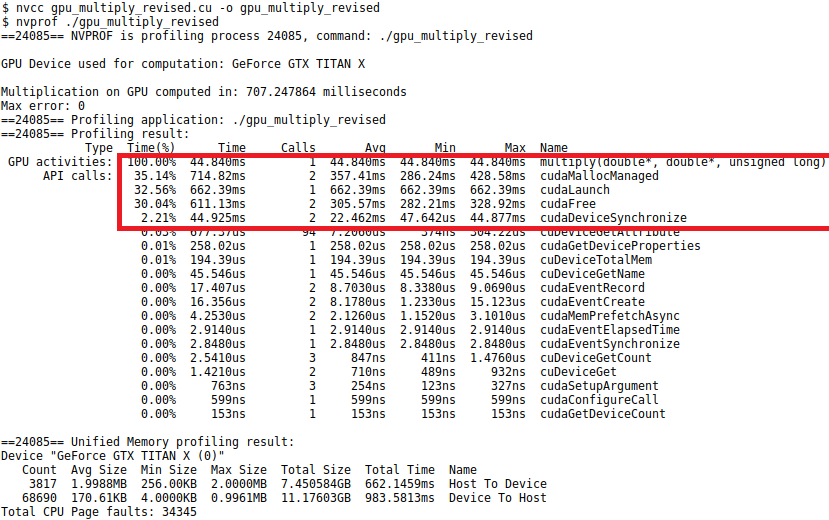 $ nvcc gpu_multiply_revised.cu -o gpu_multiply_revised
$ nvprof ./gpu_multiply_revised
==24085== NVPROF is profiling process 24085, command: ./gpu_multiply_revised
GPU Device used for computation: GeForce GTX TITAN X
Multiplication on GPU computed in: 707.247864 milliseconds
Max error: 0
==24085== Profiling application: ./gpu_multiply_revised
==24085== Profiling result:
Type Time(%) Time Calls Avg Min Max Name
GPU activities: 100.00% 44.840ms 1 44.840ms 44.840ms 44.840ms multiply(double*, double*, unsigned long)
API calls: 35.14% 714.82ms 2 357.41ms 286.24ms 428.58ms cudaMallocManaged
32.56% 662.39ms 1 662.39ms 662.39ms 662.39ms cudaLaunch
30.04% 611.13ms 2 305.57ms 282.21ms 328.92ms cudaFree
2.21% 44.925ms 2 22.462ms 47.642us 44.877ms cudaDeviceSynchronize
0.03% 677.37us 94 7.2060us 374ns 304.22us cuDeviceGetAttribute
0.01% 258.02us 1 258.02us 258.02us 258.02us cudaGetDeviceProperties
0.01% 194.39us 1 194.39us 194.39us 194.39us cuDeviceTotalMem
0.00% 45.546us 1 45.546us 45.546us 45.546us cuDeviceGetName
0.00% 17.407us 2 8.7030us 8.3380us 9.0690us cudaEventRecord
0.00% 16.356us 2 8.1780us 1.2330us 15.123us cudaEventCreate
0.00% 4.2530us 2 2.1260us 1.1520us 3.1010us cudaMemPrefetchAsync
0.00% 2.9140us 1 2.9140us 2.9140us 2.9140us cudaEventElapsedTime
0.00% 2.8480us 1 2.8480us 2.8480us 2.8480us cudaEventSynchronize
0.00% 2.5410us 3 847ns 411ns 1.4760us cuDeviceGetCount
0.00% 1.4210us 2 710ns 489ns 932ns cuDeviceGet
0.00% 763ns 3 254ns 123ns 327ns cudaSetupArgument
0.00% 599ns 1 599ns 599ns 599ns cudaConfigureCall
0.00% 153ns 1 153ns 153ns 153ns cudaGetDeviceCount
==24085== Unified Memory profiling result:
Device "GeForce GTX TITAN X (0)"
Count Avg Size Min Size Max Size Total Size Total Time Name
3817 1.9988MB 256.00KB 2.0000MB 7.450584GB 662.1459ms Host To Device
68690 170.61KB 4.0000KB 0.9961MB 11.17603GB 983.5813ms Device To Host
Total CPU Page faults: 34345